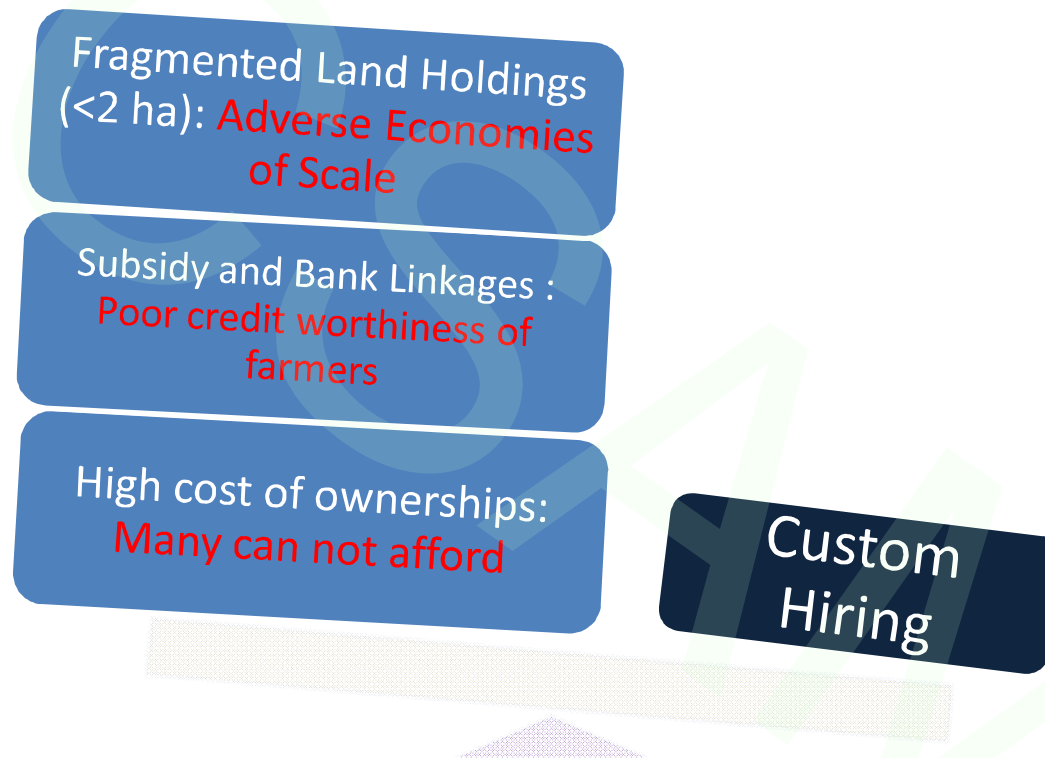 Fragmented Land Holdings
(<2 ha): Adverse Economies
of Scale
Subsidy and Bank Linkages :
Poor credit worthiness of
farmers
High cost of ownerships:
Many can not afford
Custom
Hiring
CSAM